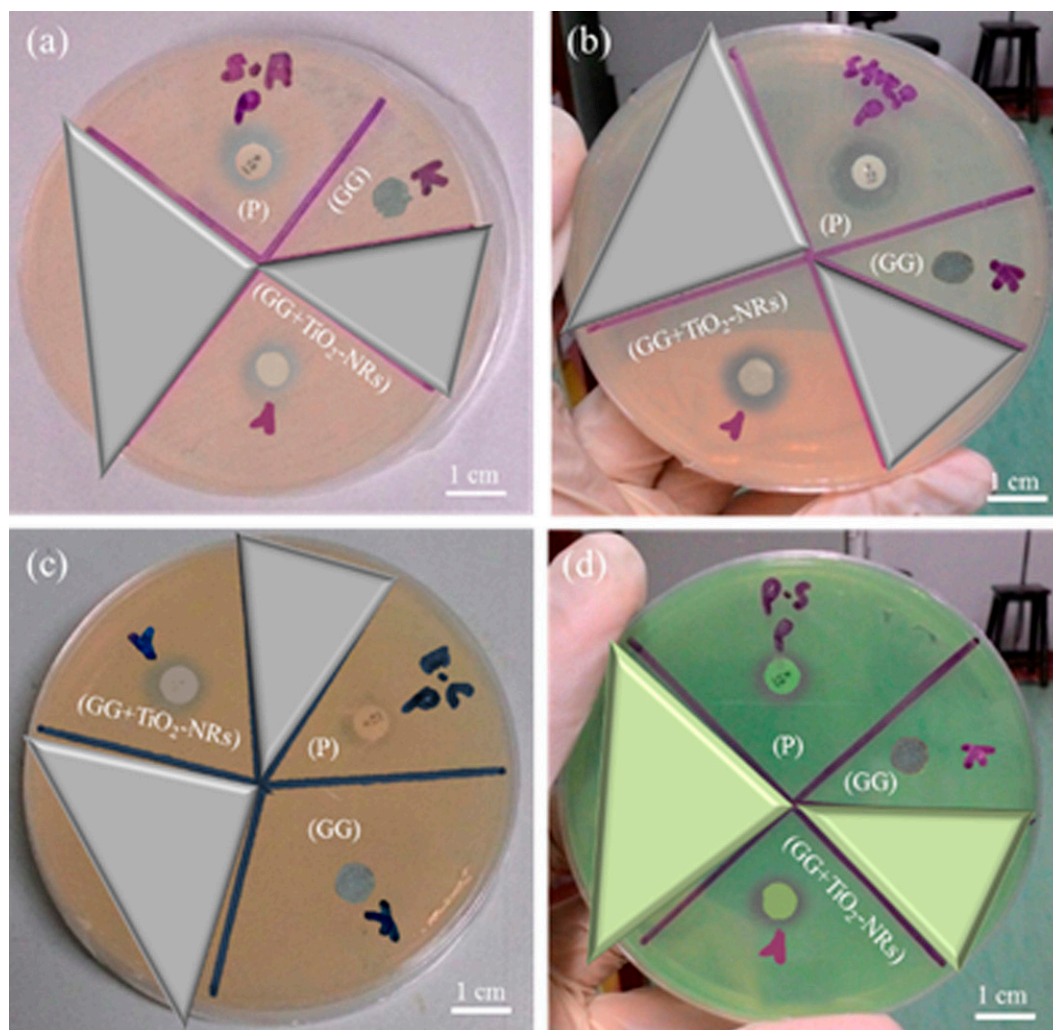 (a)
S.A
P
(P)
(GG)
K
(GG+TiO₂-NRs)
Y
1 cm
(b)
P
(P)
(GG)
K
(GG+TiO₂-NRs)
Y
1 cm
(c)
Y
(GG+TiO₂-NRs)
(P)
(GG)
K
1 cm
(d)
P.S
P
(P)
(GG)
K
(GG+TiO₂-NRs)
Y
1 cm